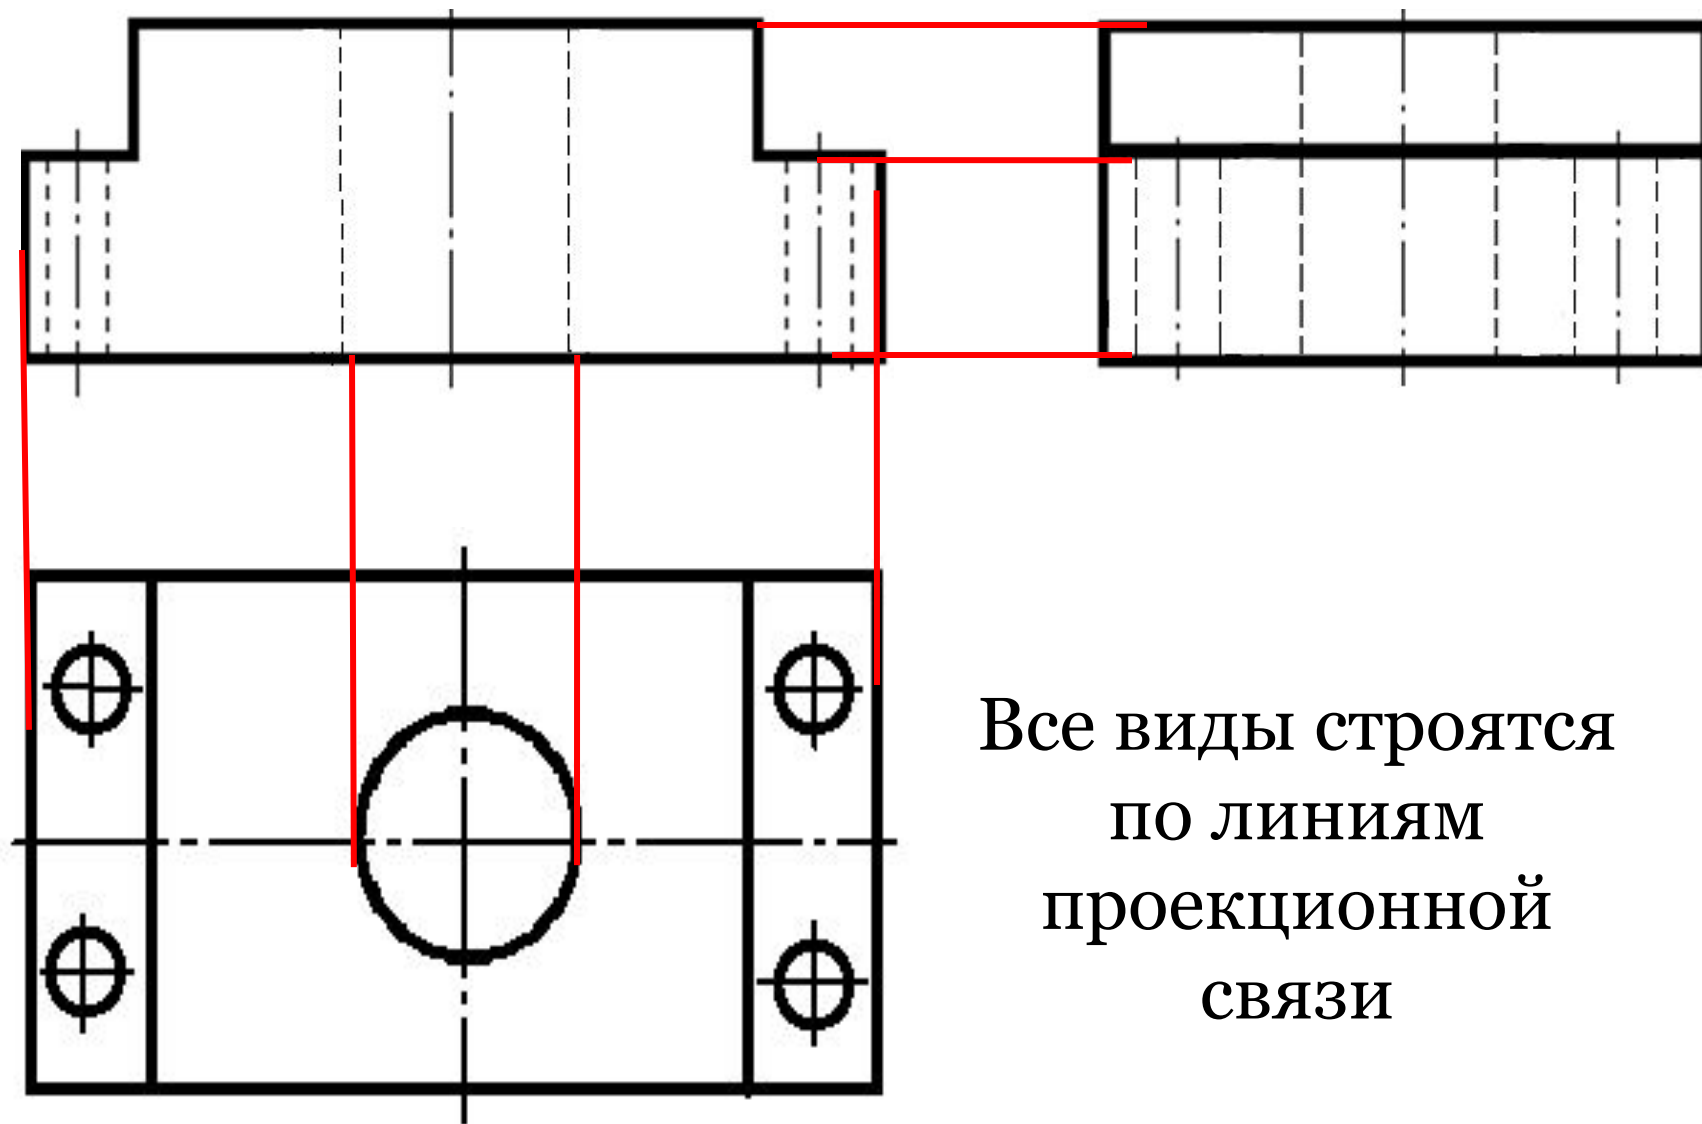 Все виды строятся
по линиям
проекционной
связи